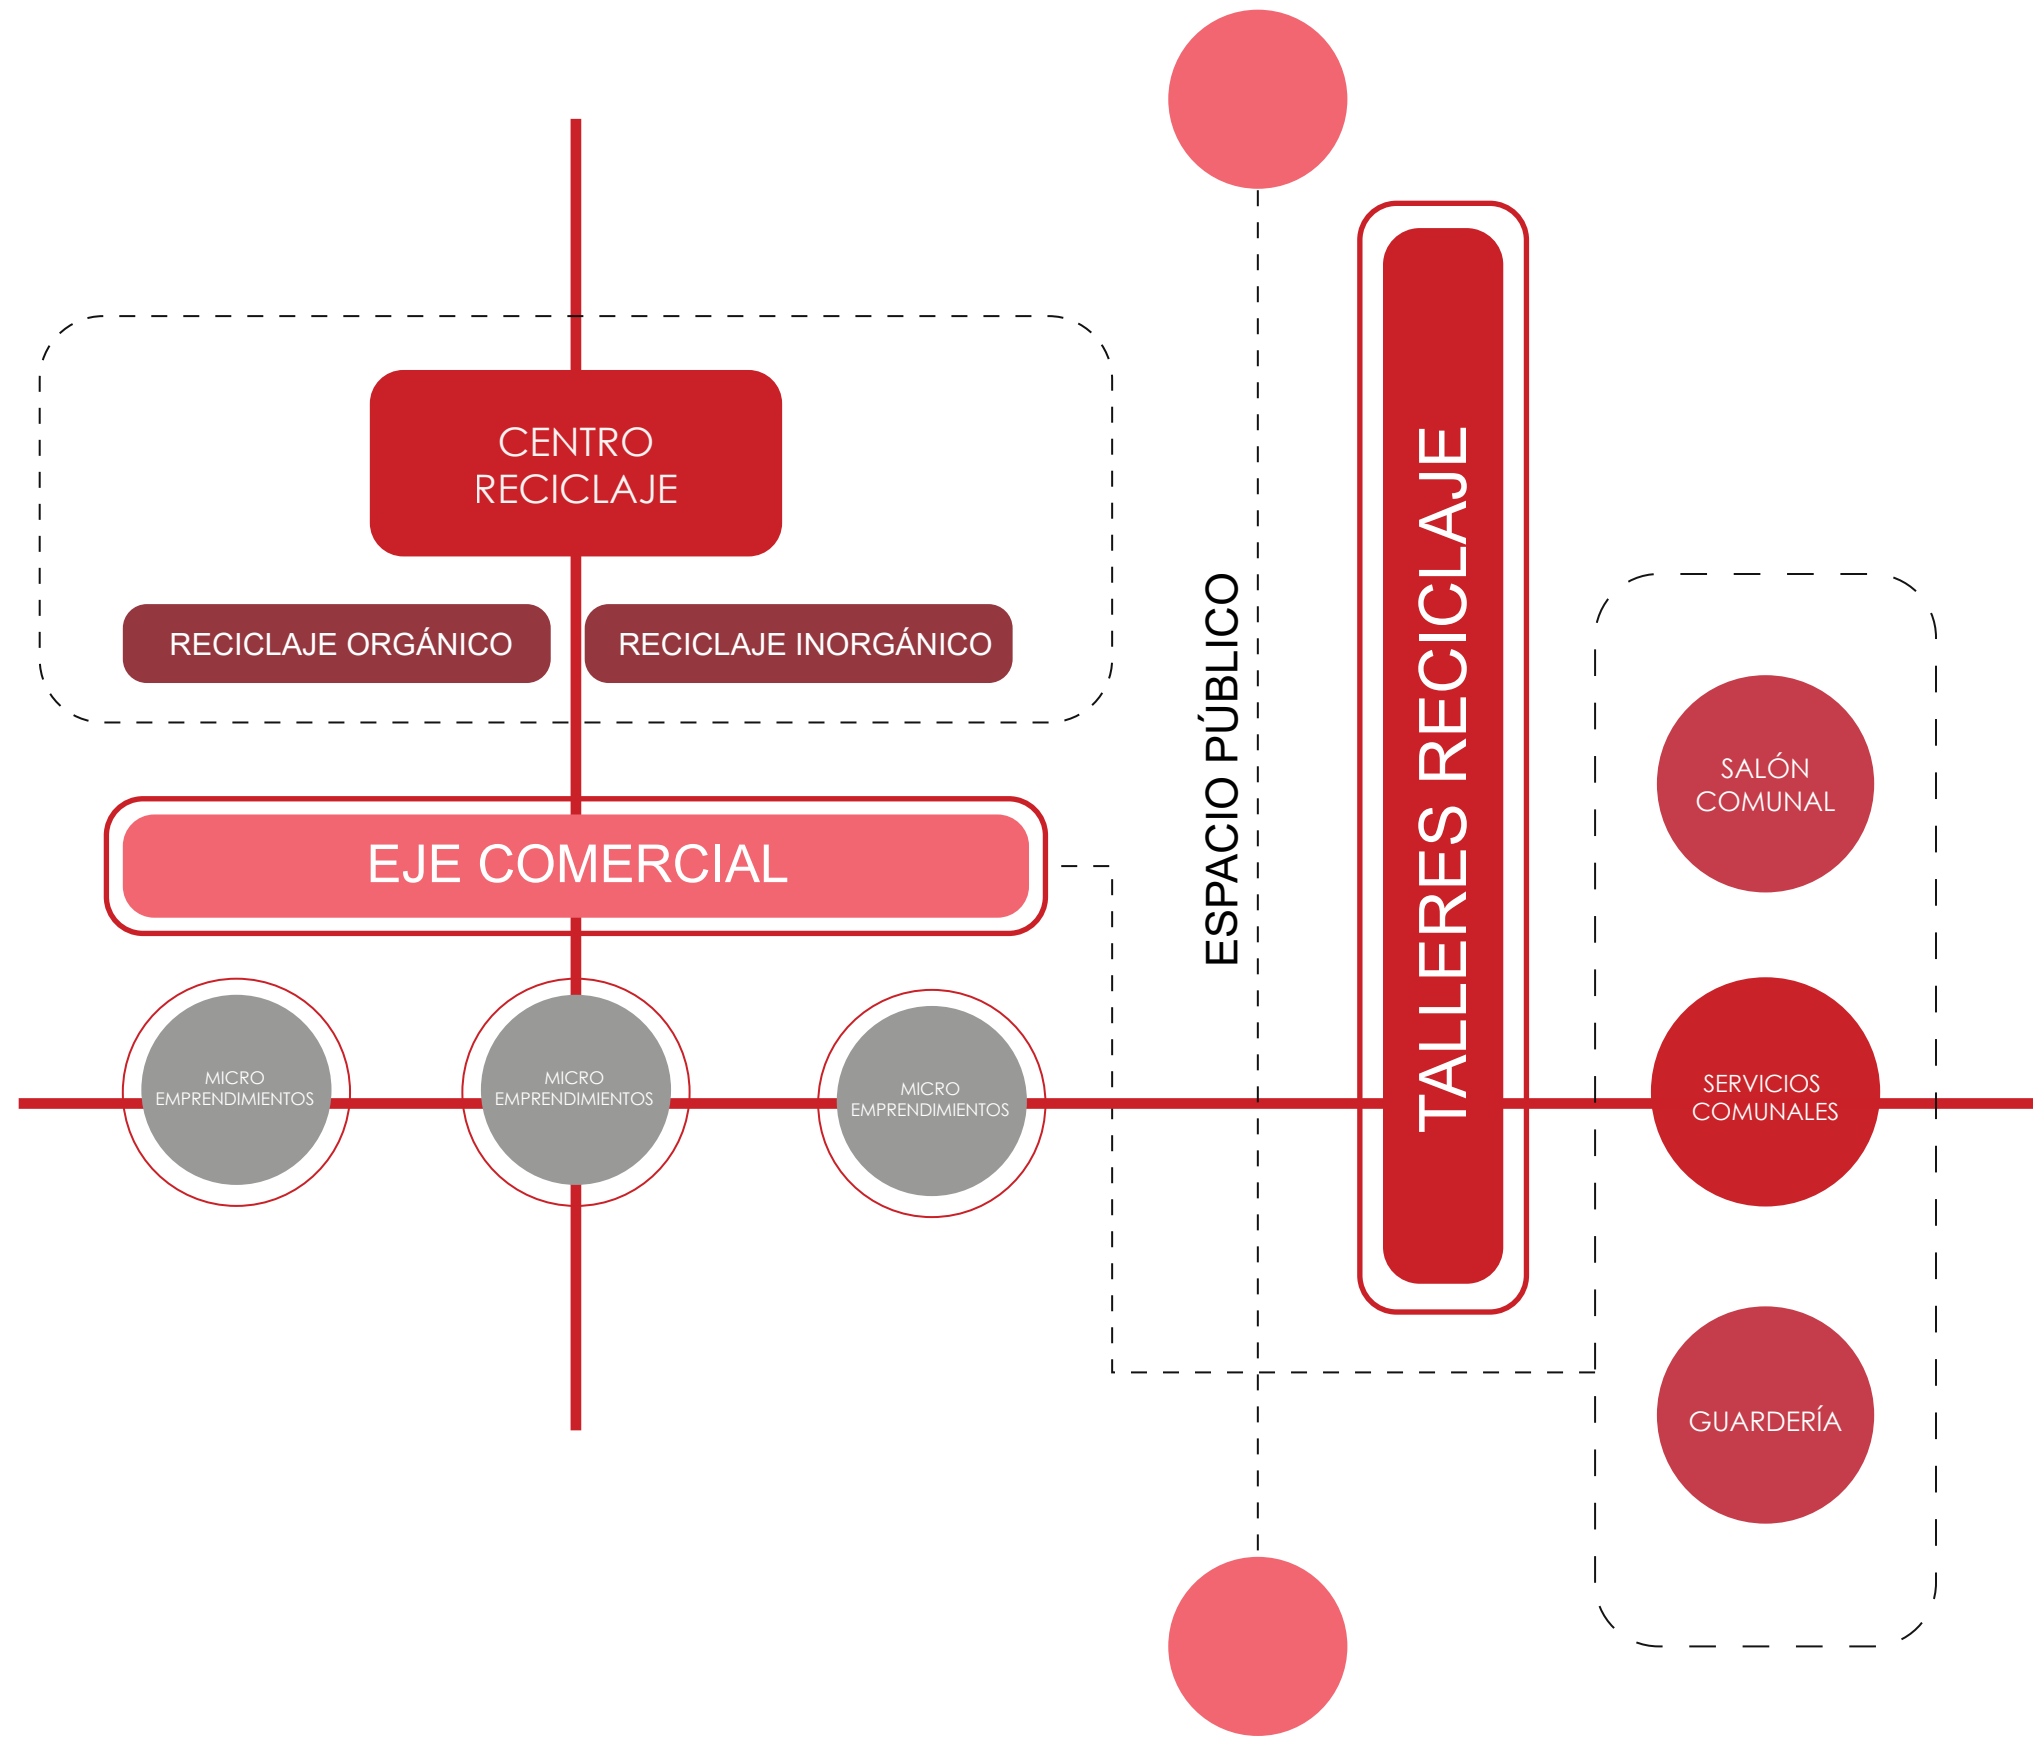 CENTRO
RECICLAJE
RECICLAJE ORGÁNICO
RECICLAJE INORGÁNICO
EJE COMERCIAL
MICRO
EMPRENDIMIENTOS
MICRO
EMPRENDIMIENTOS
MICRO
EMPRENDIMIENTOS
ESPACIO PÚBLICO
TALLERES RECICLAJE
SALÓN
COMUNAL
SERVICIOS
COMUNALES
GUARDERÍA